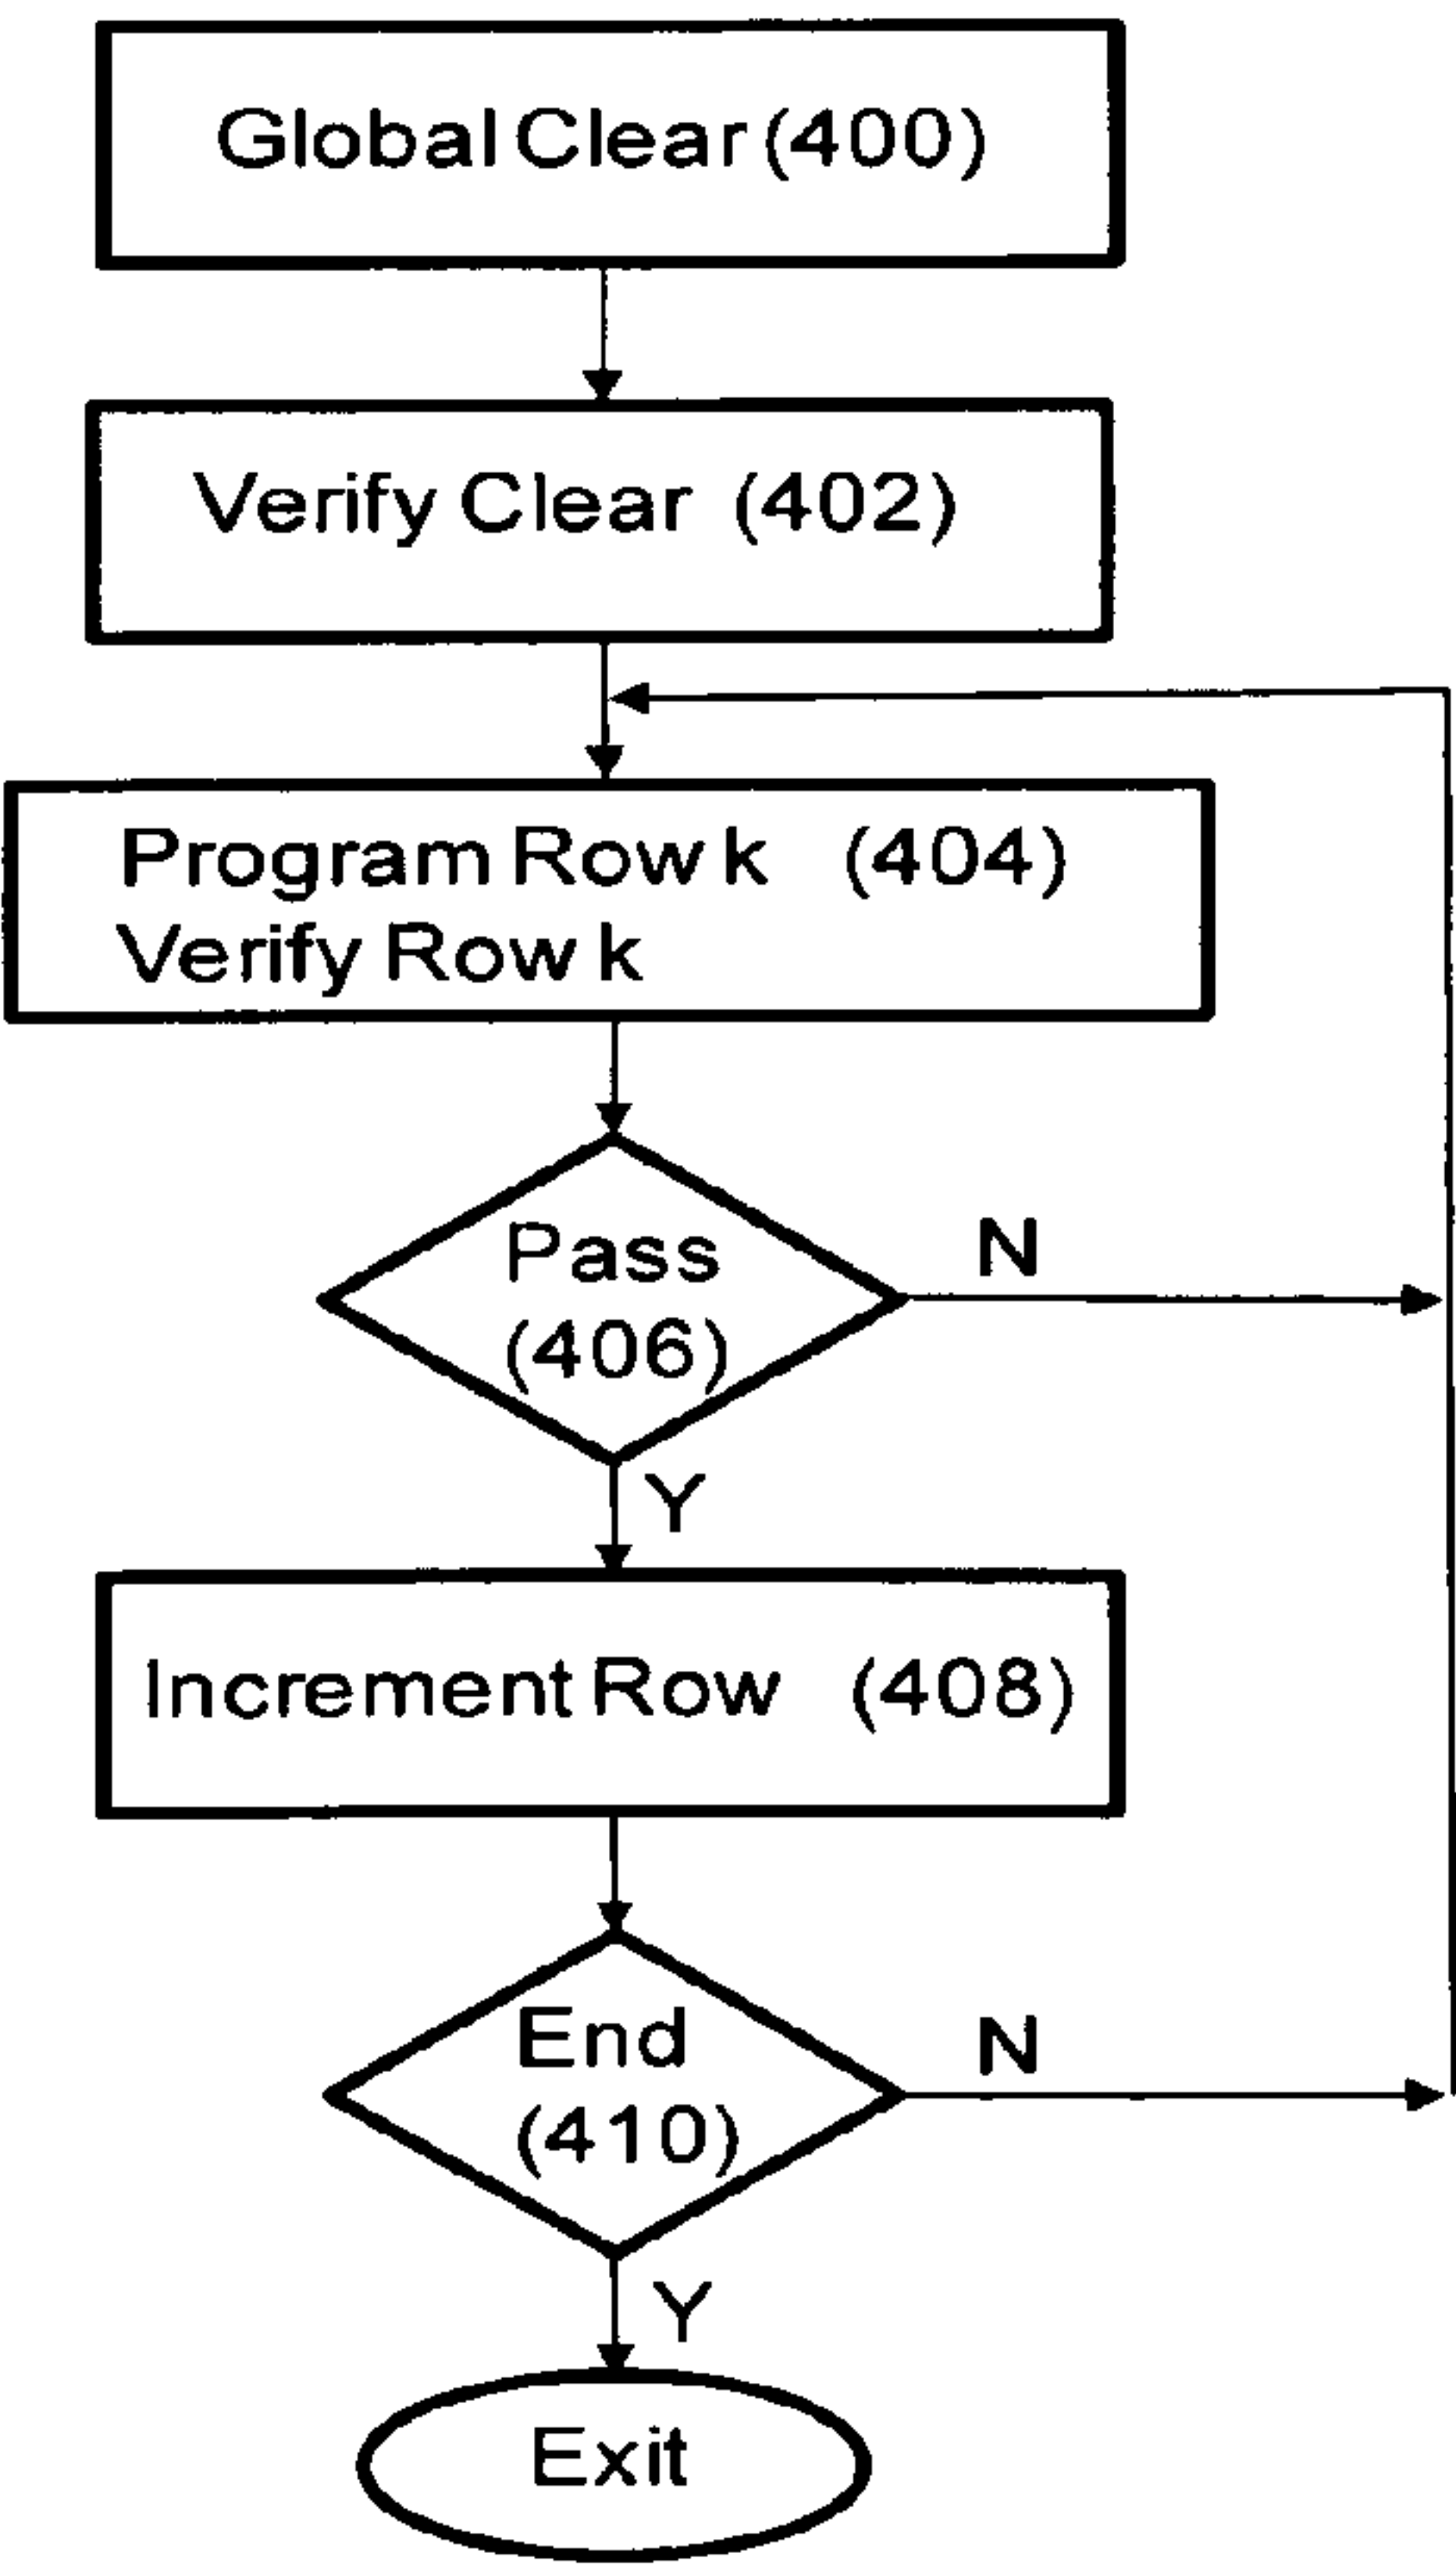 Global Clear (400)
Verify Clear (402)
Program Row k (404)
Verify Row k
Pass
(406)
N
Y
Increment Row (408)
End
(410)
N
Y
Exit